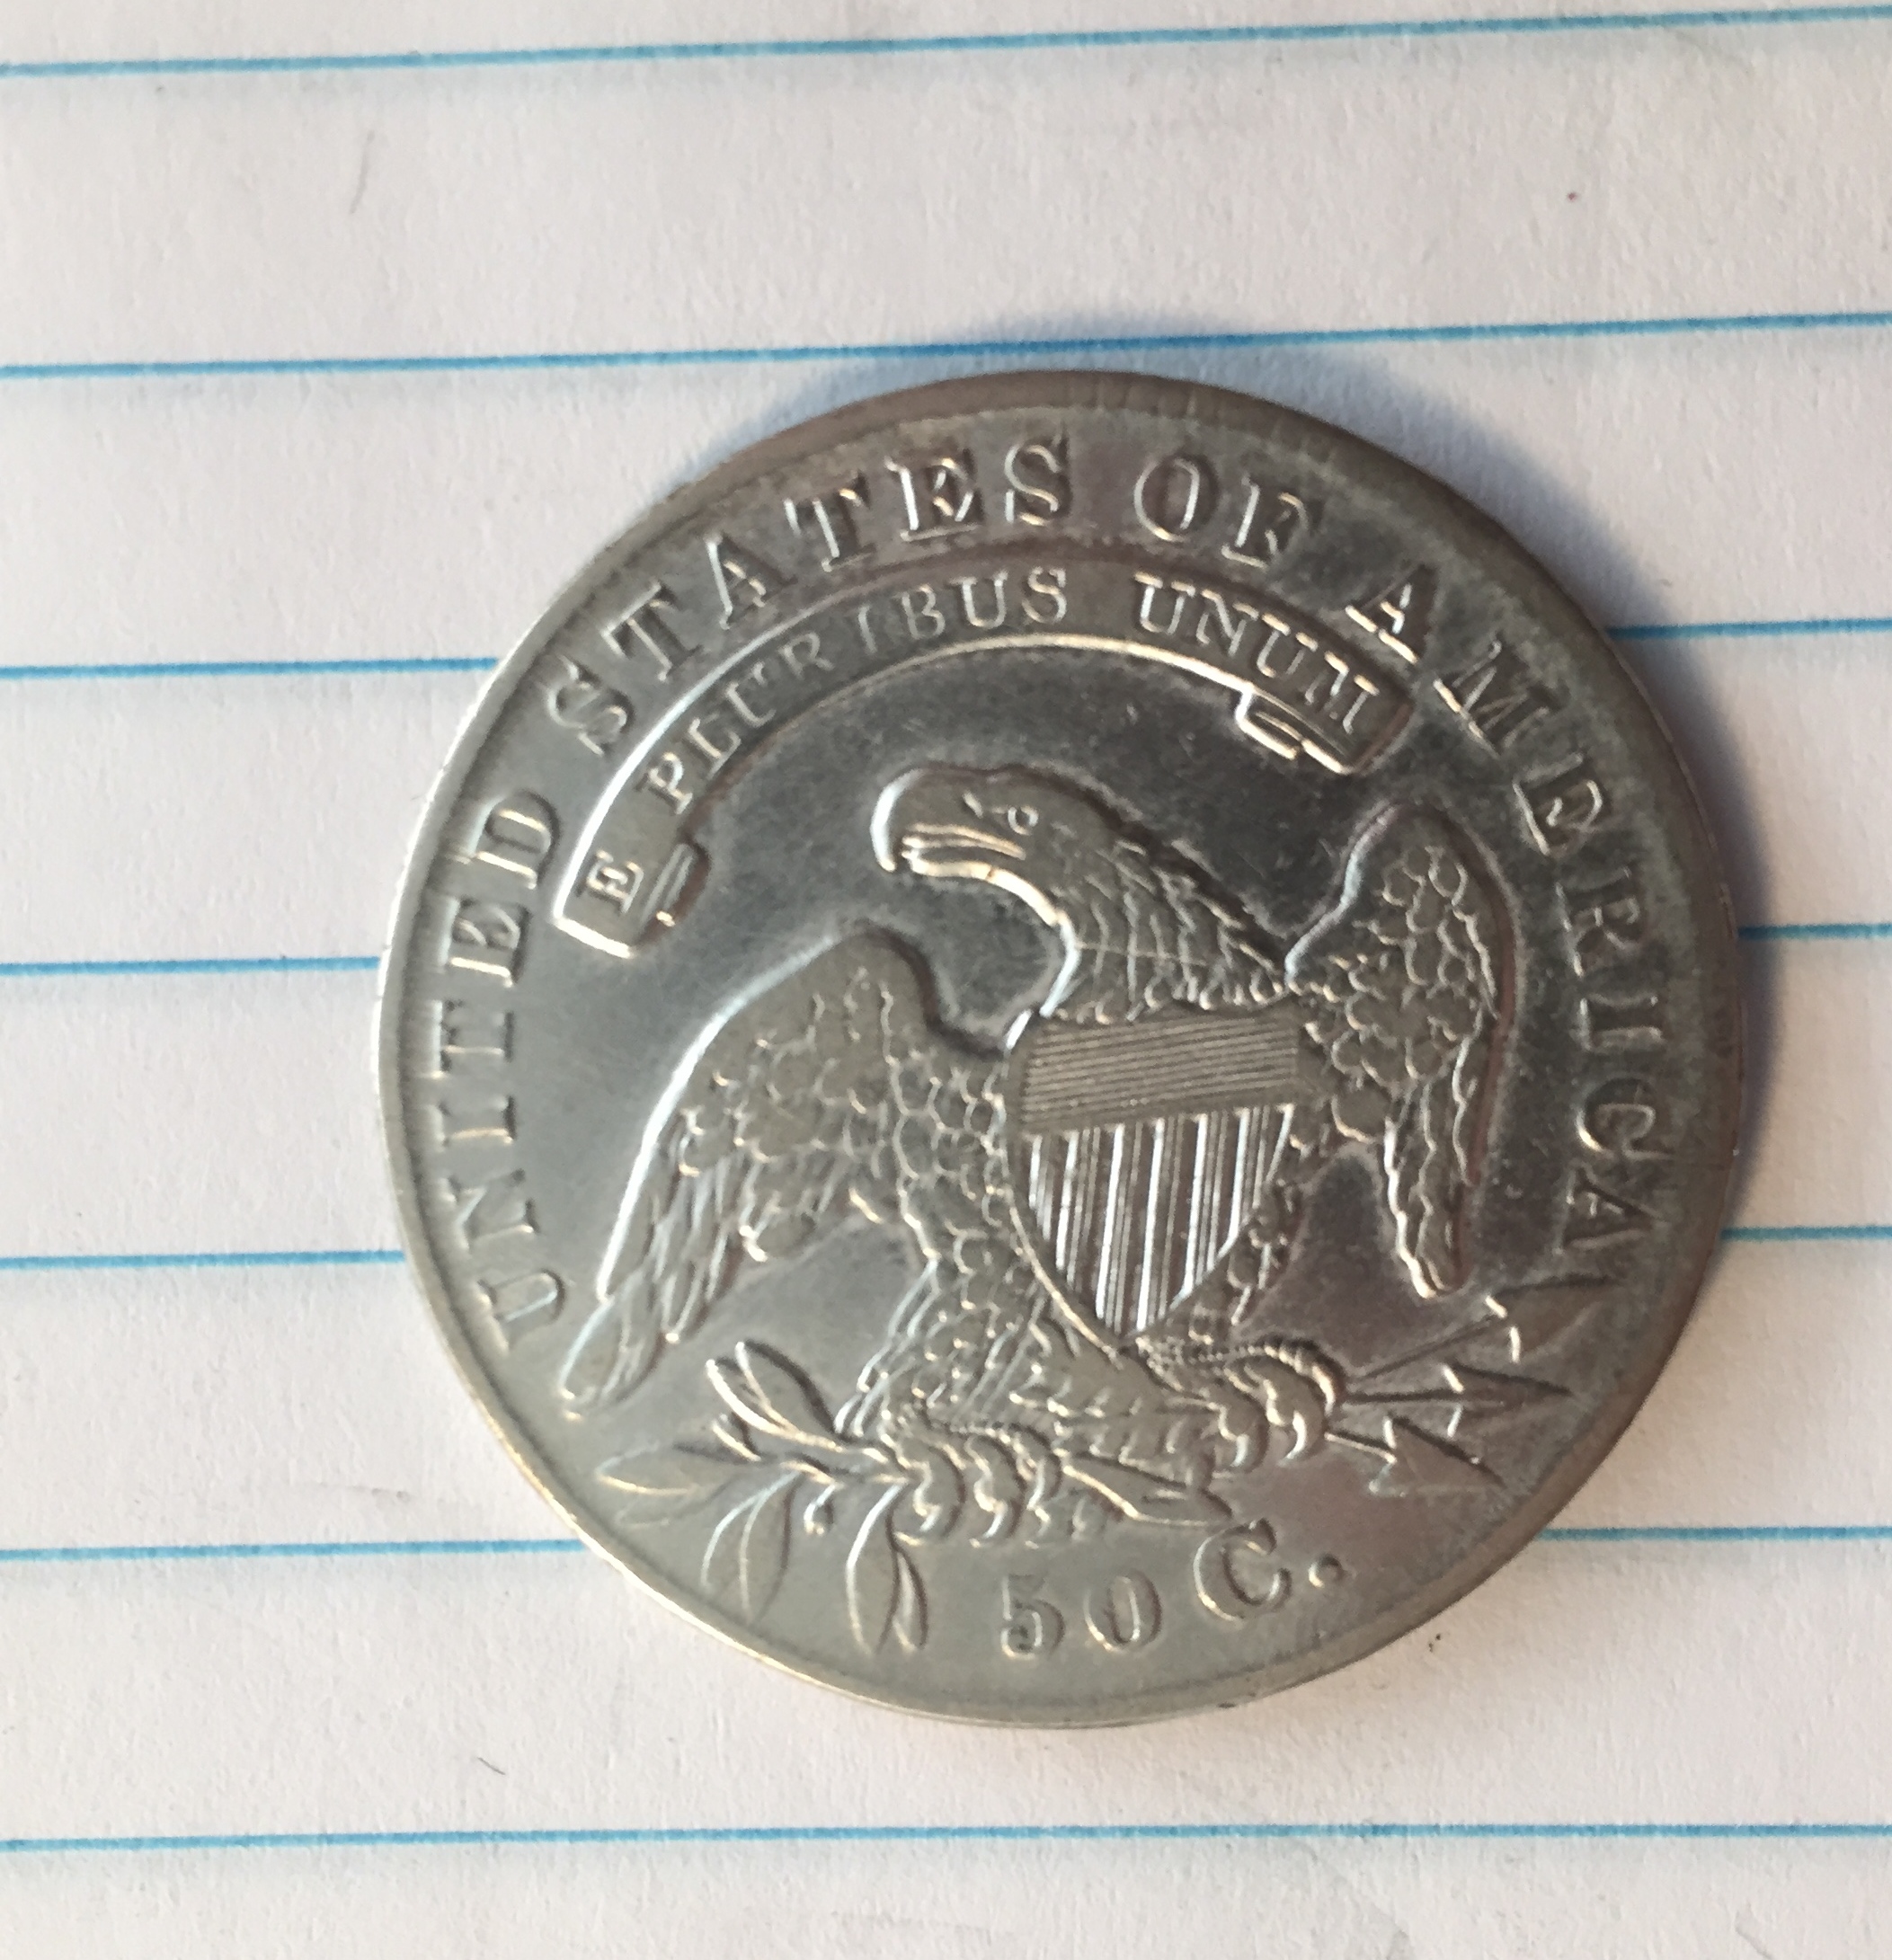 UNITED STATES OF AMERICA
E PLURIBUS UNUM
50 C.